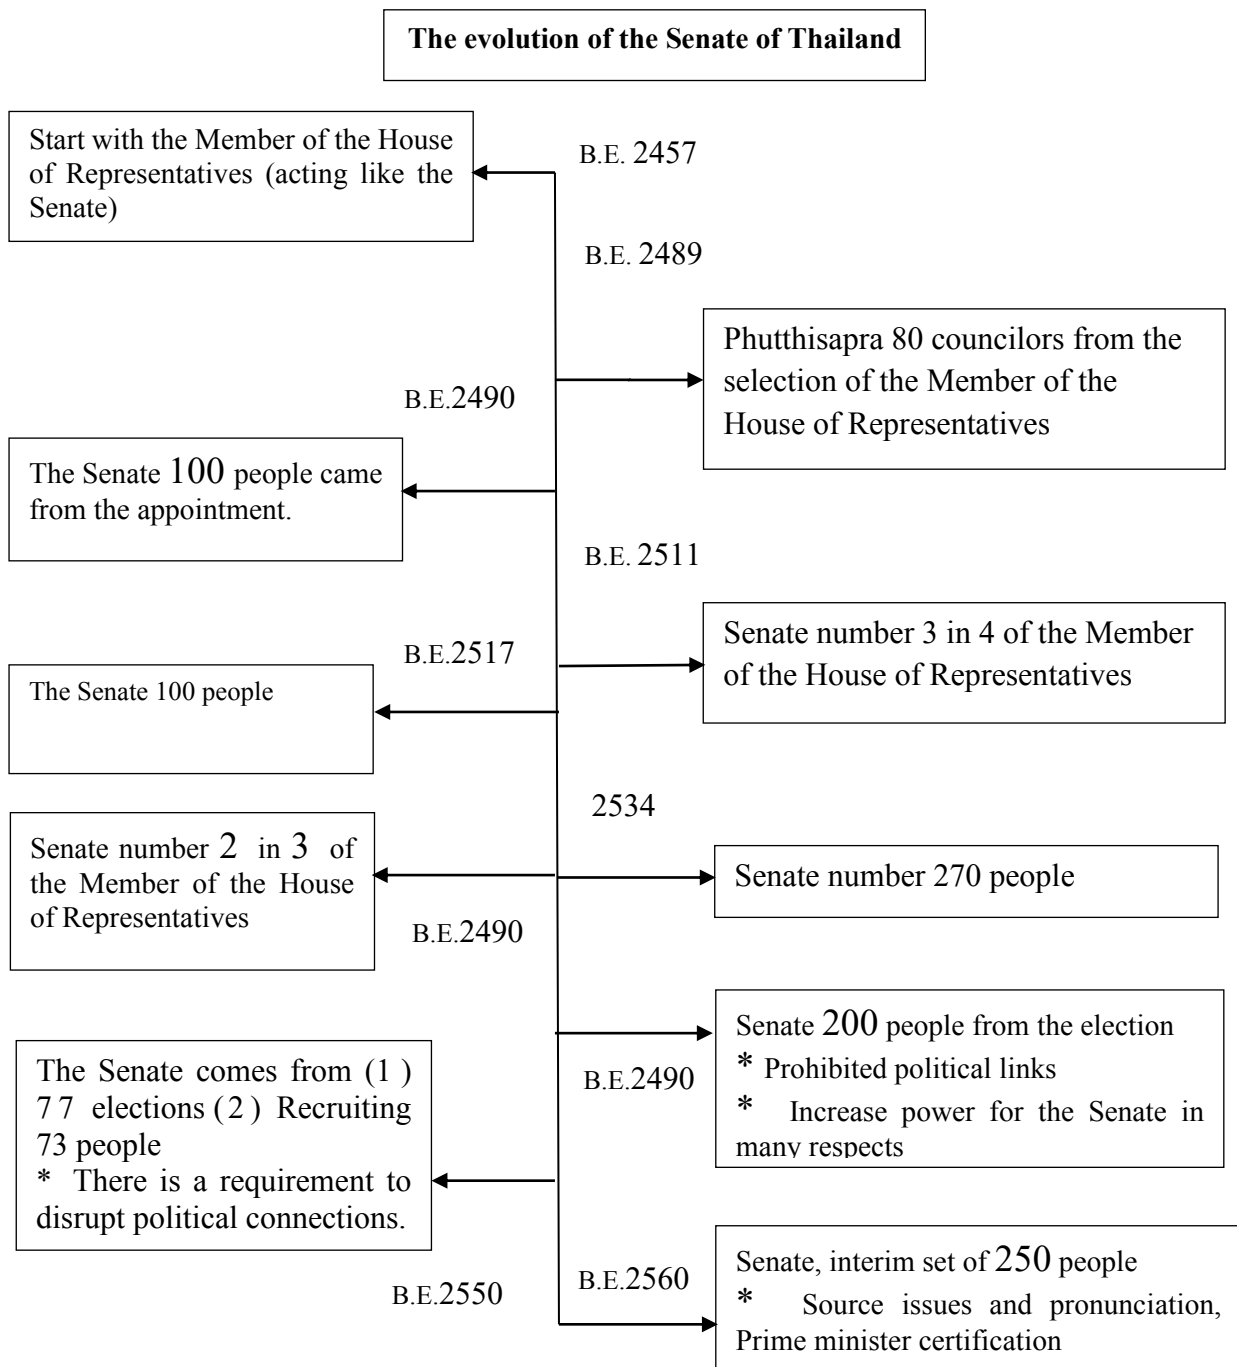 The evolution of the Senate of Thailand
Start with the Member of the House
of Representatives (acting like the
Senate)
B.E. 2457
B.E. 2489
Phutthisapra 80 councilors from the
selection of the Member of the
House of Representatives
B.E.2490
The Senate 100 people came
from the appointment.
B.E. 2511
Senate number 3 in 4 of the Member
of the House of Representatives
B.E.2517
The Senate 100 people
2534
Senate number 2 in 3 of
the Member of the House
of Representatives
Senate number 270 people
B.E.2490
Senate 200 people from the election
* Prohibited political links
* Increase power for the Senate in
many respects
B.E.2490
The Senate comes from (1 )
7 7 elections (2 ) Recruiting
73 people
* There is a requirement to
disrupt political connections.
B.E.2550
B.E.2560
Senate, interim set of 250 people
* Source issues and pronunciation,
Prime minister certification